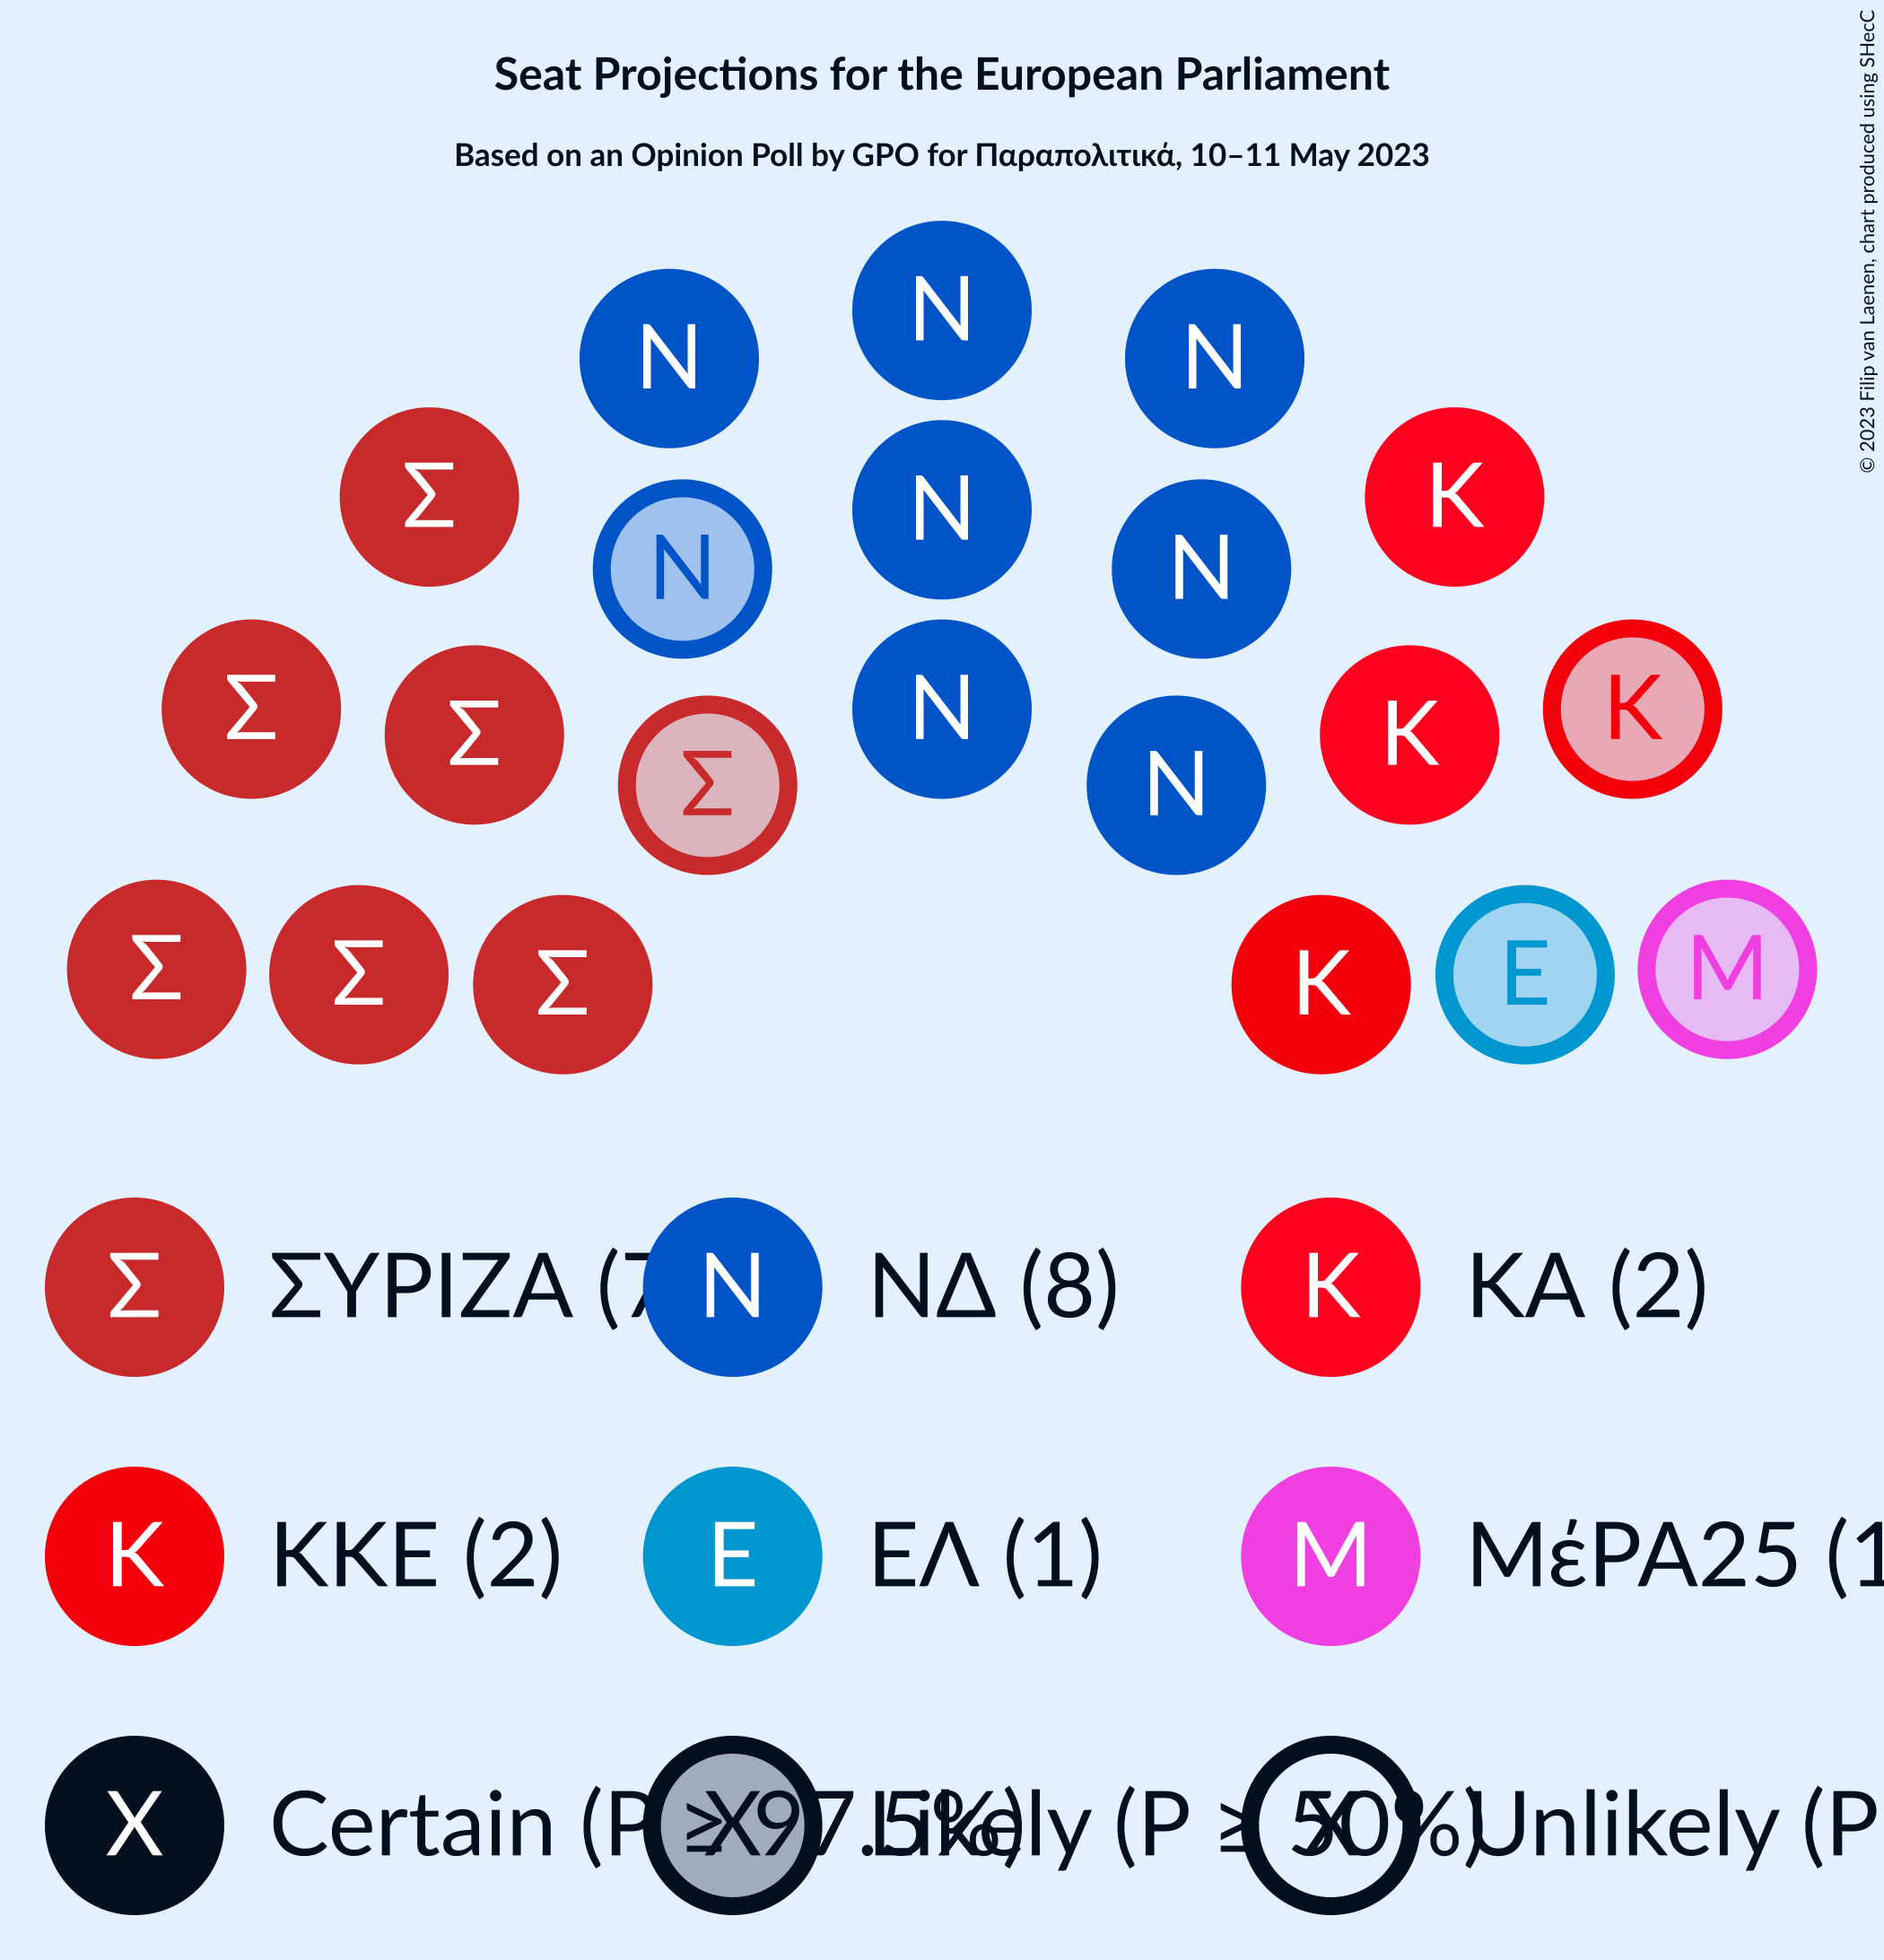 Seat Projections for the European Parliament
Based on an Opinion Poll by GPO for Παραπολιτικά, 10–11 May 2023
© 2023 Filip van Laenen, chart produced using SHecC
N
N N
Σ K
N
N N
Σ K
Σ K
N
Σ N
Σ Σ Σ K E M
Σ ΣΥΡΙΖΑ (7 N ΝΔ (8) K ΚΑ (2)
K ΚΚΕ (2) E ΕΛ (1) M ΜέΡΑ25 (1
X Certain (P ≥ 97.5%) X Likely (P ≥ 50%) X Unlikely (P